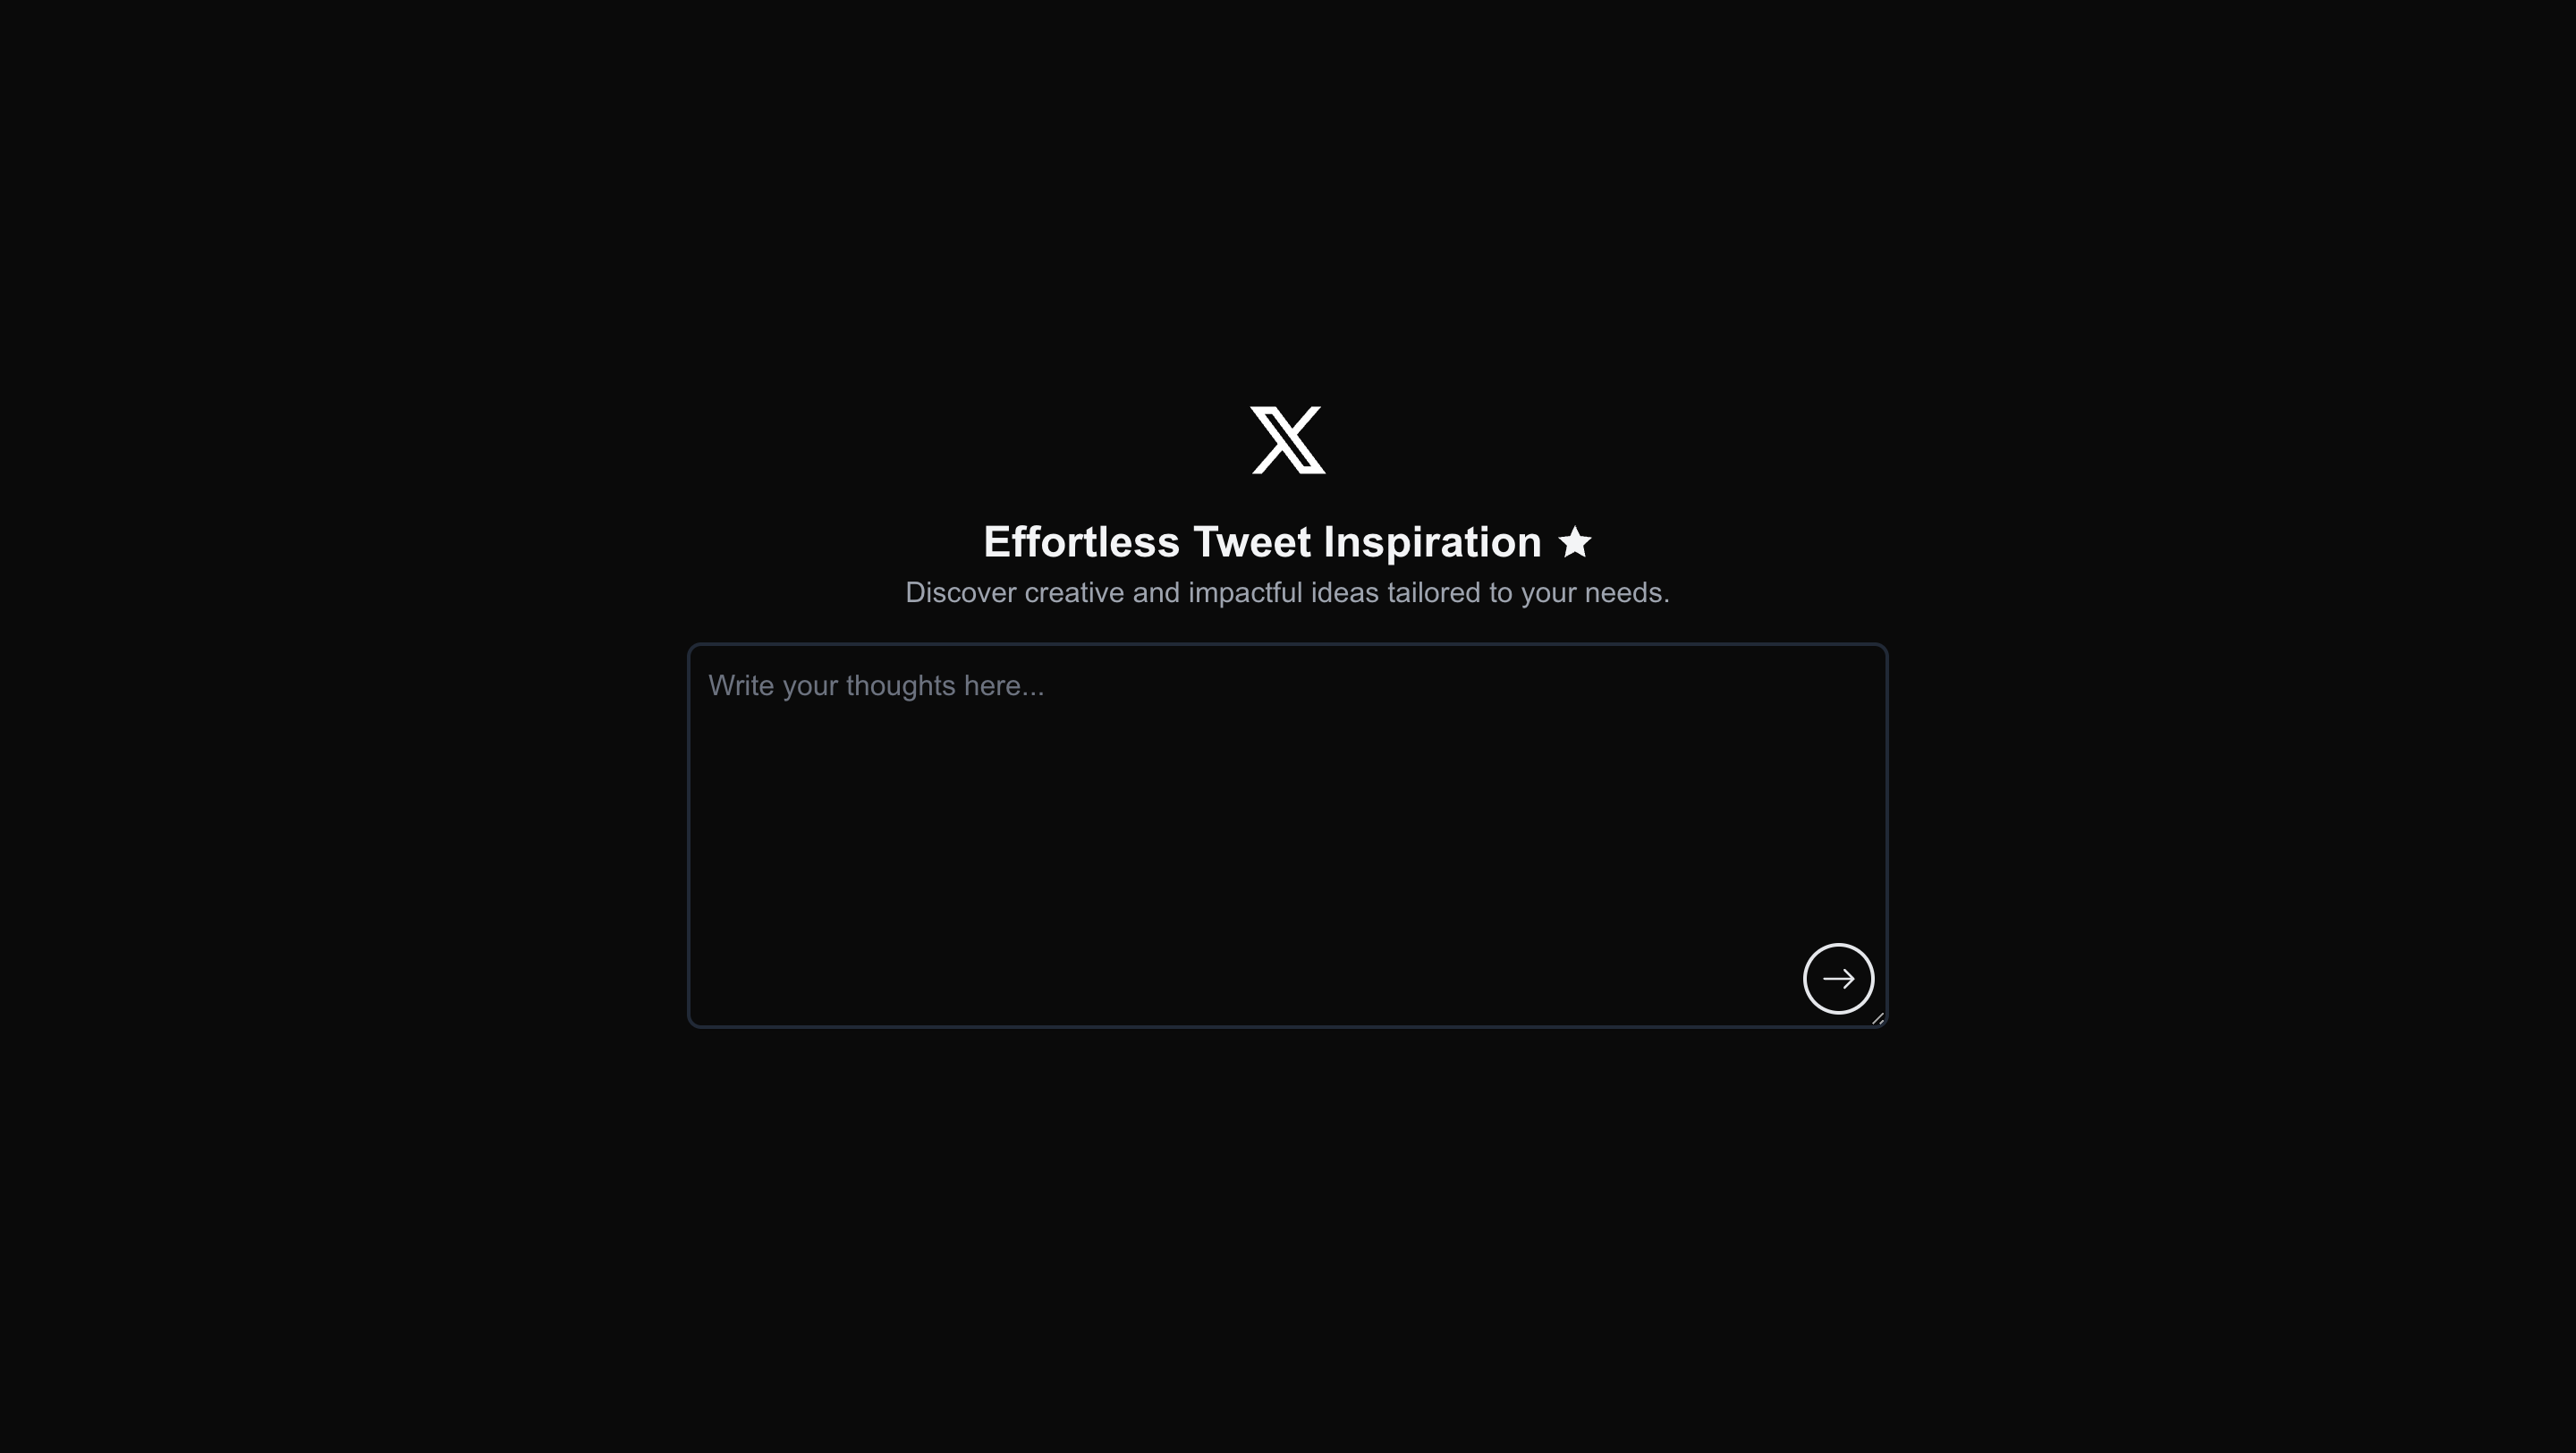 Effortless Tweet Inspiration
Discover creative and impactful ideas tailored to your needs.
Write your thoughts here...